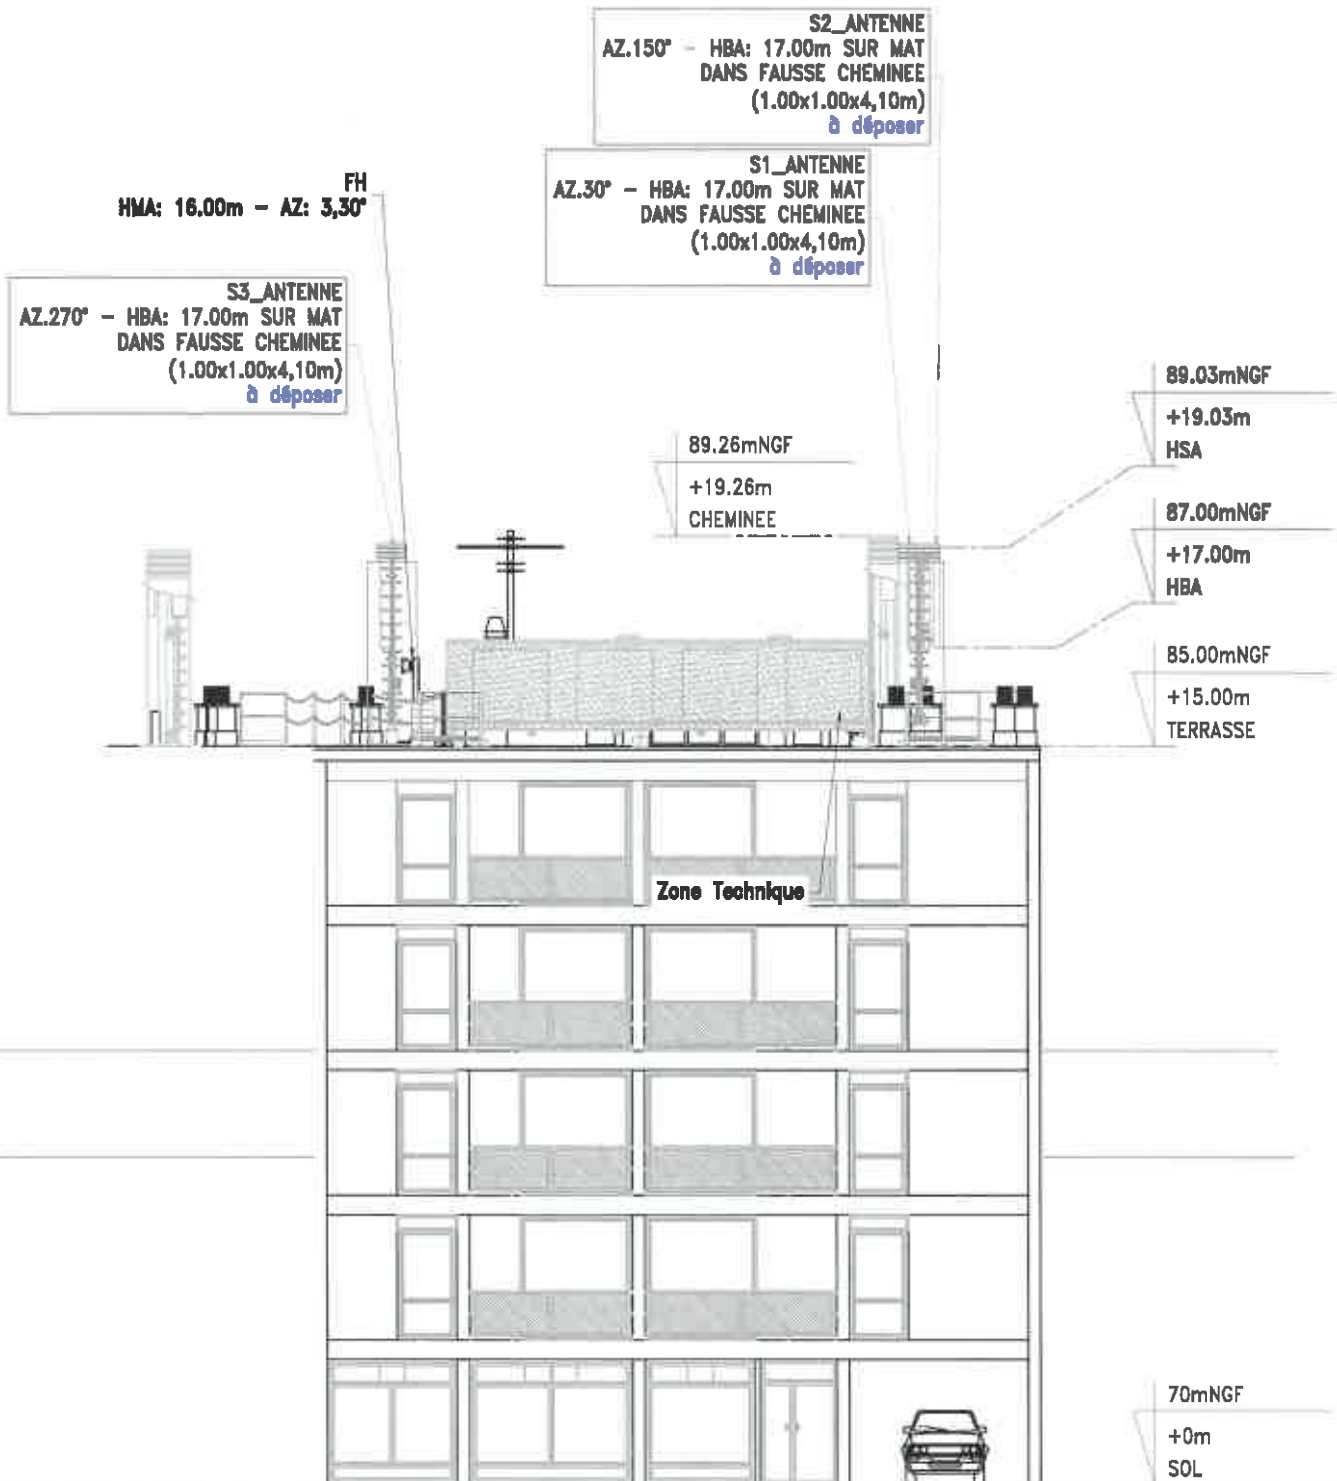 S2_ANTENNE
AZ.150° - HBA: 17.00m SUR MAT
DANS FAUSSE CHEMINEE
(1.00x1.00x4,10m)
à déposer
S1_ANTENNE
AZ.30° - HBA: 17.00m SUR MAT
DANS FAUSSE CHEMINEE
(1.00x1.00x4,10m)
à déposer
FH
HMA: 16.00m - AZ: 3,30°
S3_ANTENNE
AZ.270° - HBA: 17.00m SUR MAT
DANS FAUSSE CHEMINEE
(1.00x1.00x4,10m)
à déposer
89.03mNGF
+19.03m
HSA
89.26mNGF
+19.26m
CHEMINEE
87.00mNGF
+17.00m
HBA
85.00mNGF
+15.00m
TERRASSE
Zone Technique
70mNGF
+0m
SOL